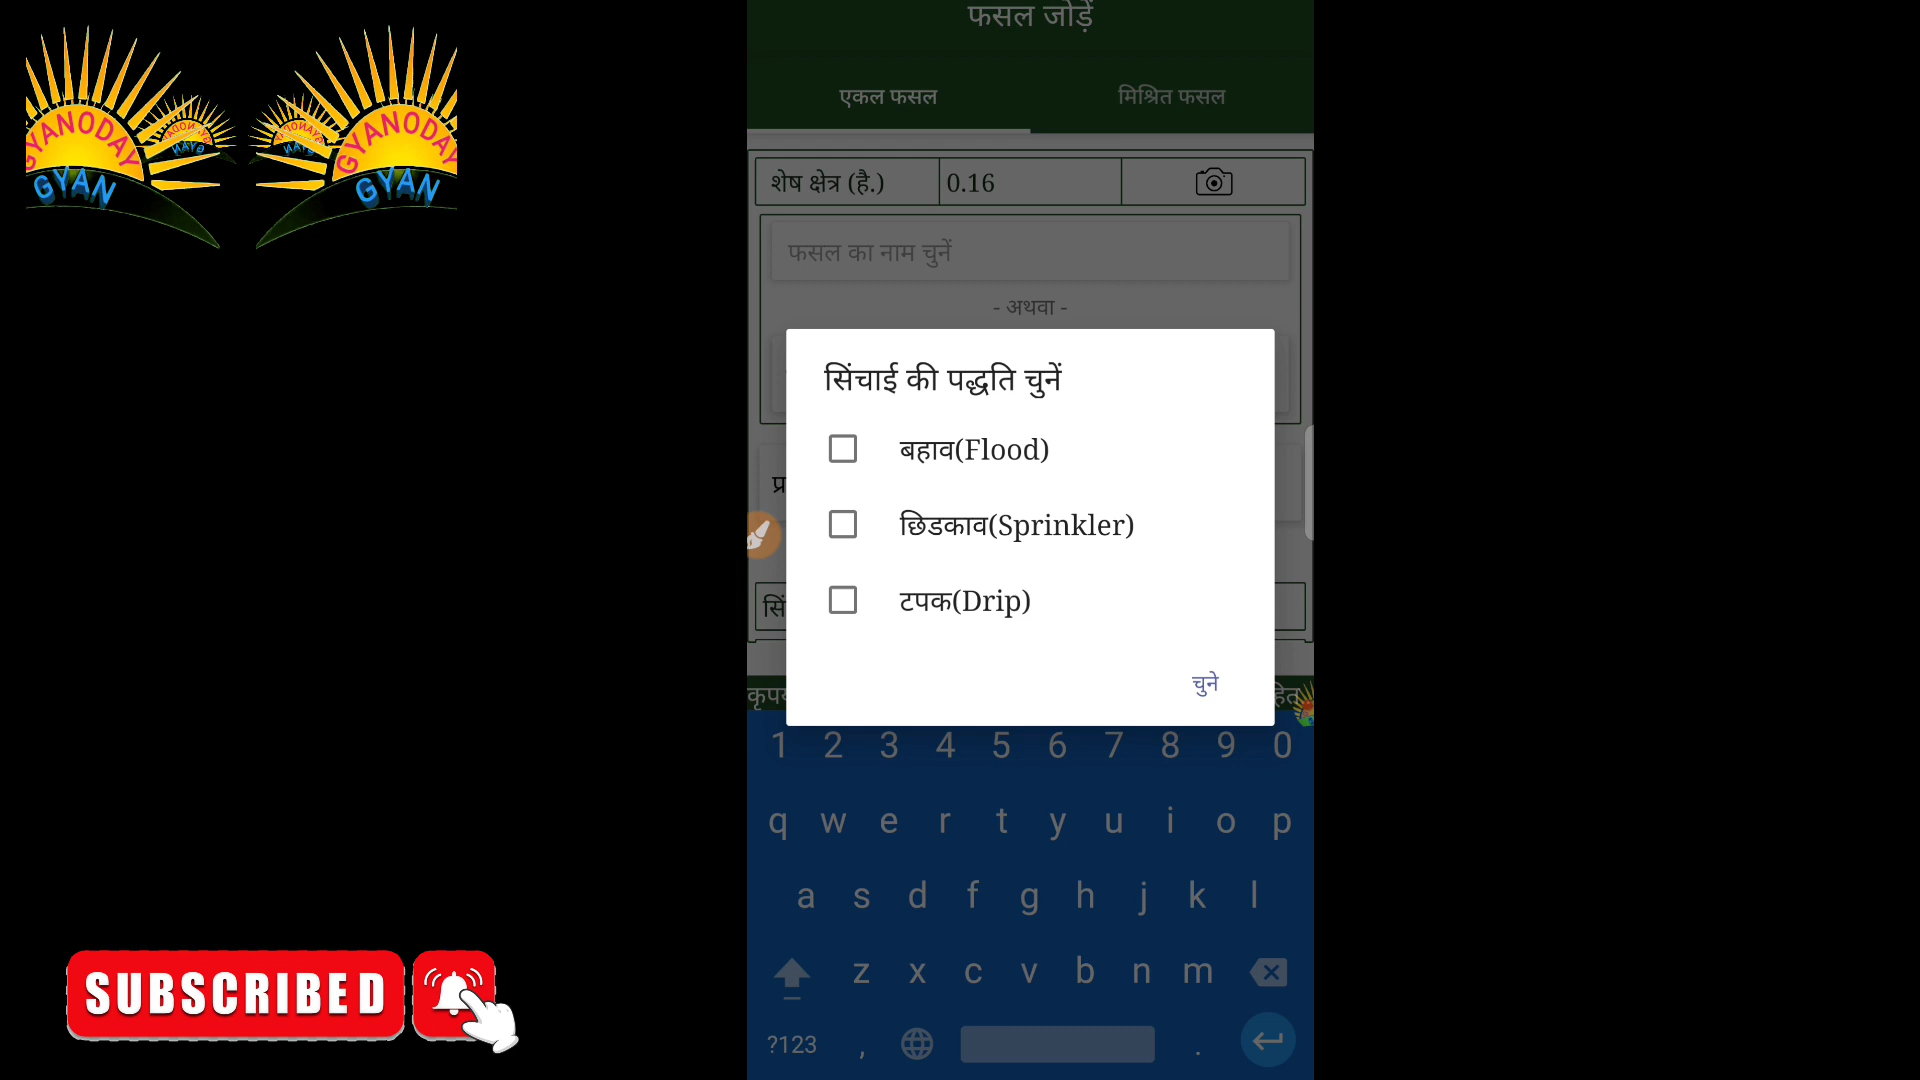 GYANODAY
GYAN
GYANODAY
GYAN
फसल जोड़ें
एकल फसल
मिश्रित फसल
शेष क्षेत्र (है.)
0.16
फसल का नाम चुनें
- अथवा -
सिंचाई की पद्धति चुनें
बहाव(Flood)
छिडकाव(Sprinkler)
टपक(Drip)
चुने
1 2 3 4 5 6 7 8 9 0
q w e r t y u i o p
a s d f g h j k l
z x c v b n m
?123 , .
SUBSCRIBED